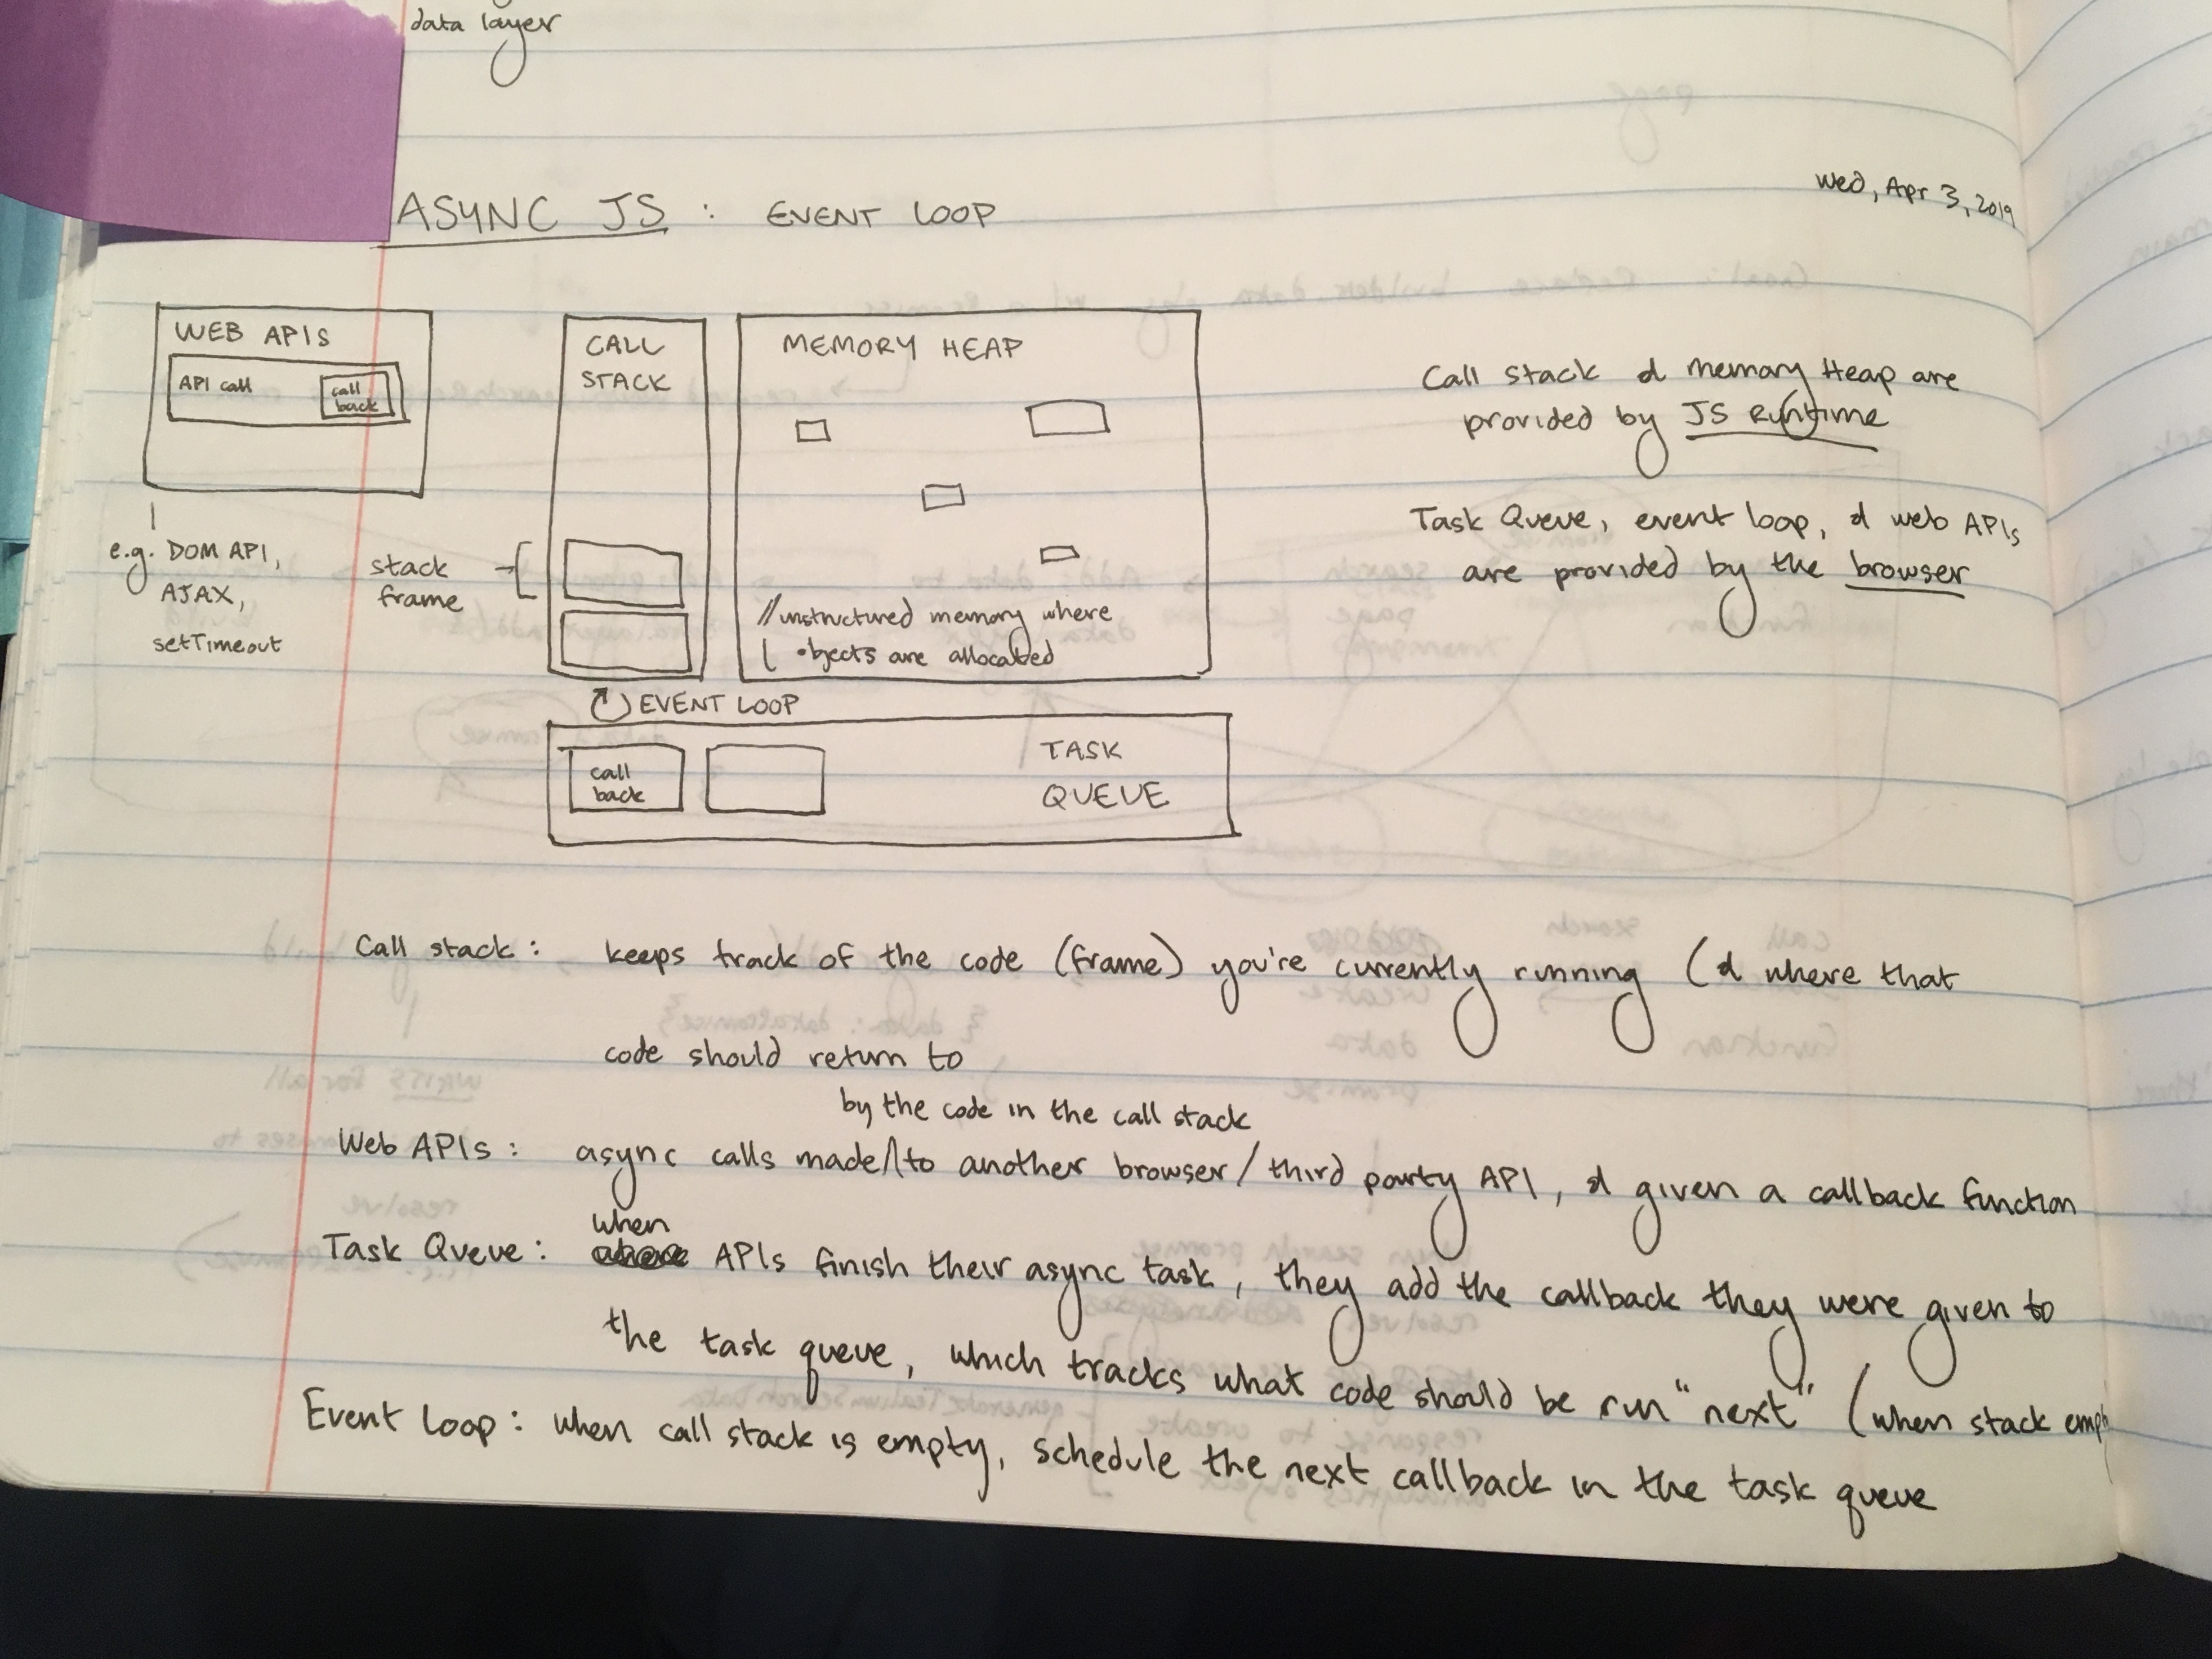 data layer
Wed, Apr 3, 2019
ASYNC JS : EVENT LOOP
WEB APIS
API call
call
back
e.g. DOM API,
AJAX,
setTimeout
stack
frame
CALL
STACK
MEMORY HEAP
// unstructured memory where
objects are allocated
EVENT LOOP
call
back
TASK
QUEUE
Call stack & memory Heap are
provided by JS Runtime
Task Queue, event loop, & web APIs
are provided by the browser
Call stack : keeps track of the code (frame) you're currently running (& where that
code should return to
by the code in the call stack
Web APIs : async calls made to another browser / third party API, & given a callback function
when
Task Queue : APIs finish their async task, they add the callback they were given to
the task queue, which tracks what code should be run "next" (when stack
Event Loop : when call stack is empty, schedule the next callback in the task queue